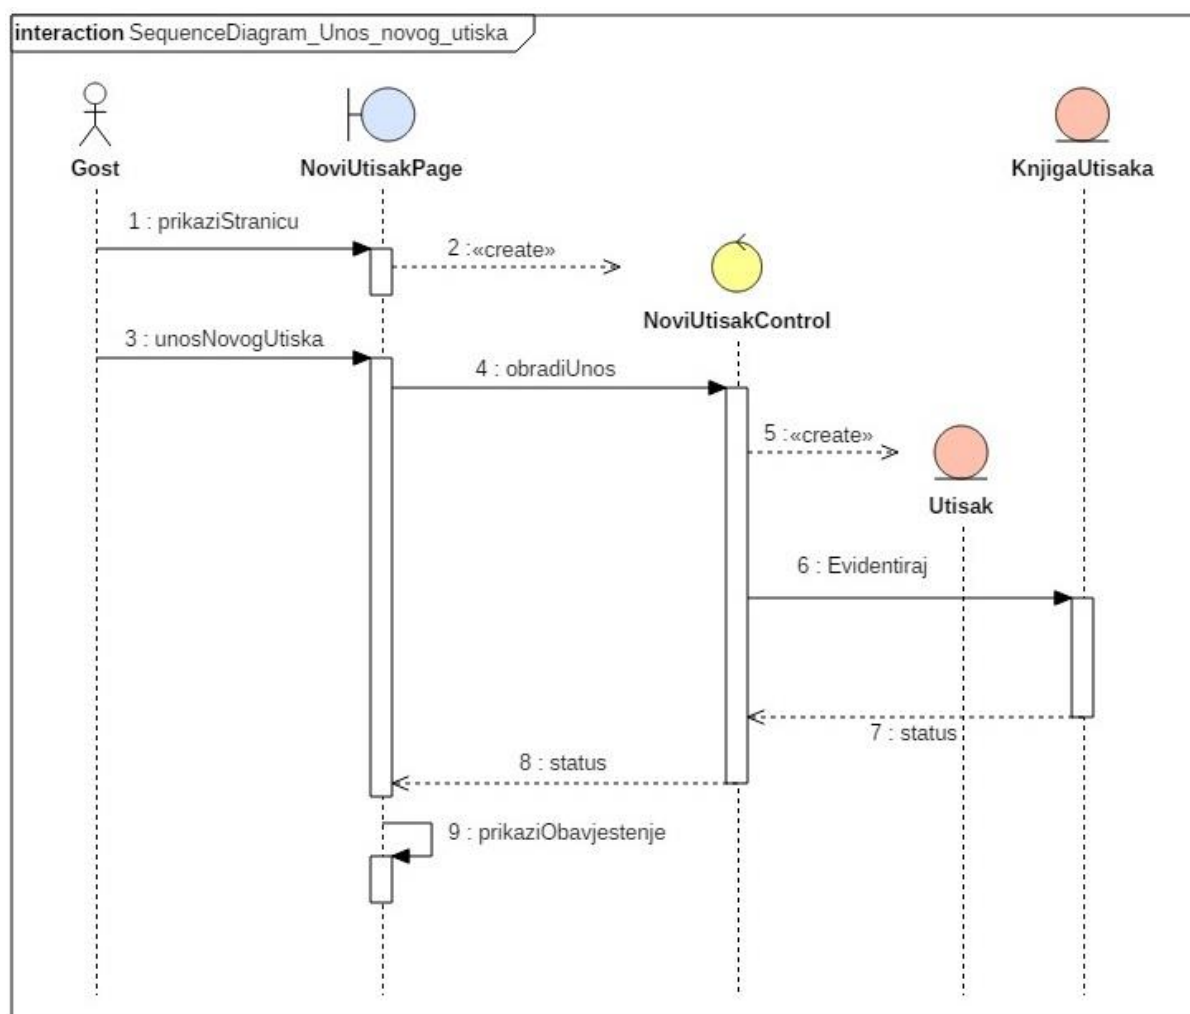 interaction SequenceDiagram_Unos_novog_utiska
Gost
NoviUtisakPage
KnjigaUtisaka
1 : prikaziStranicu
2 :«create»
NoviUtisakControl
3 : unosNovogUtiska
4 : obradiUnos
5 :«create»
Utisak
6 : Evidentiraj
7 : status
8 : status
9 : prikaziObavjestenje